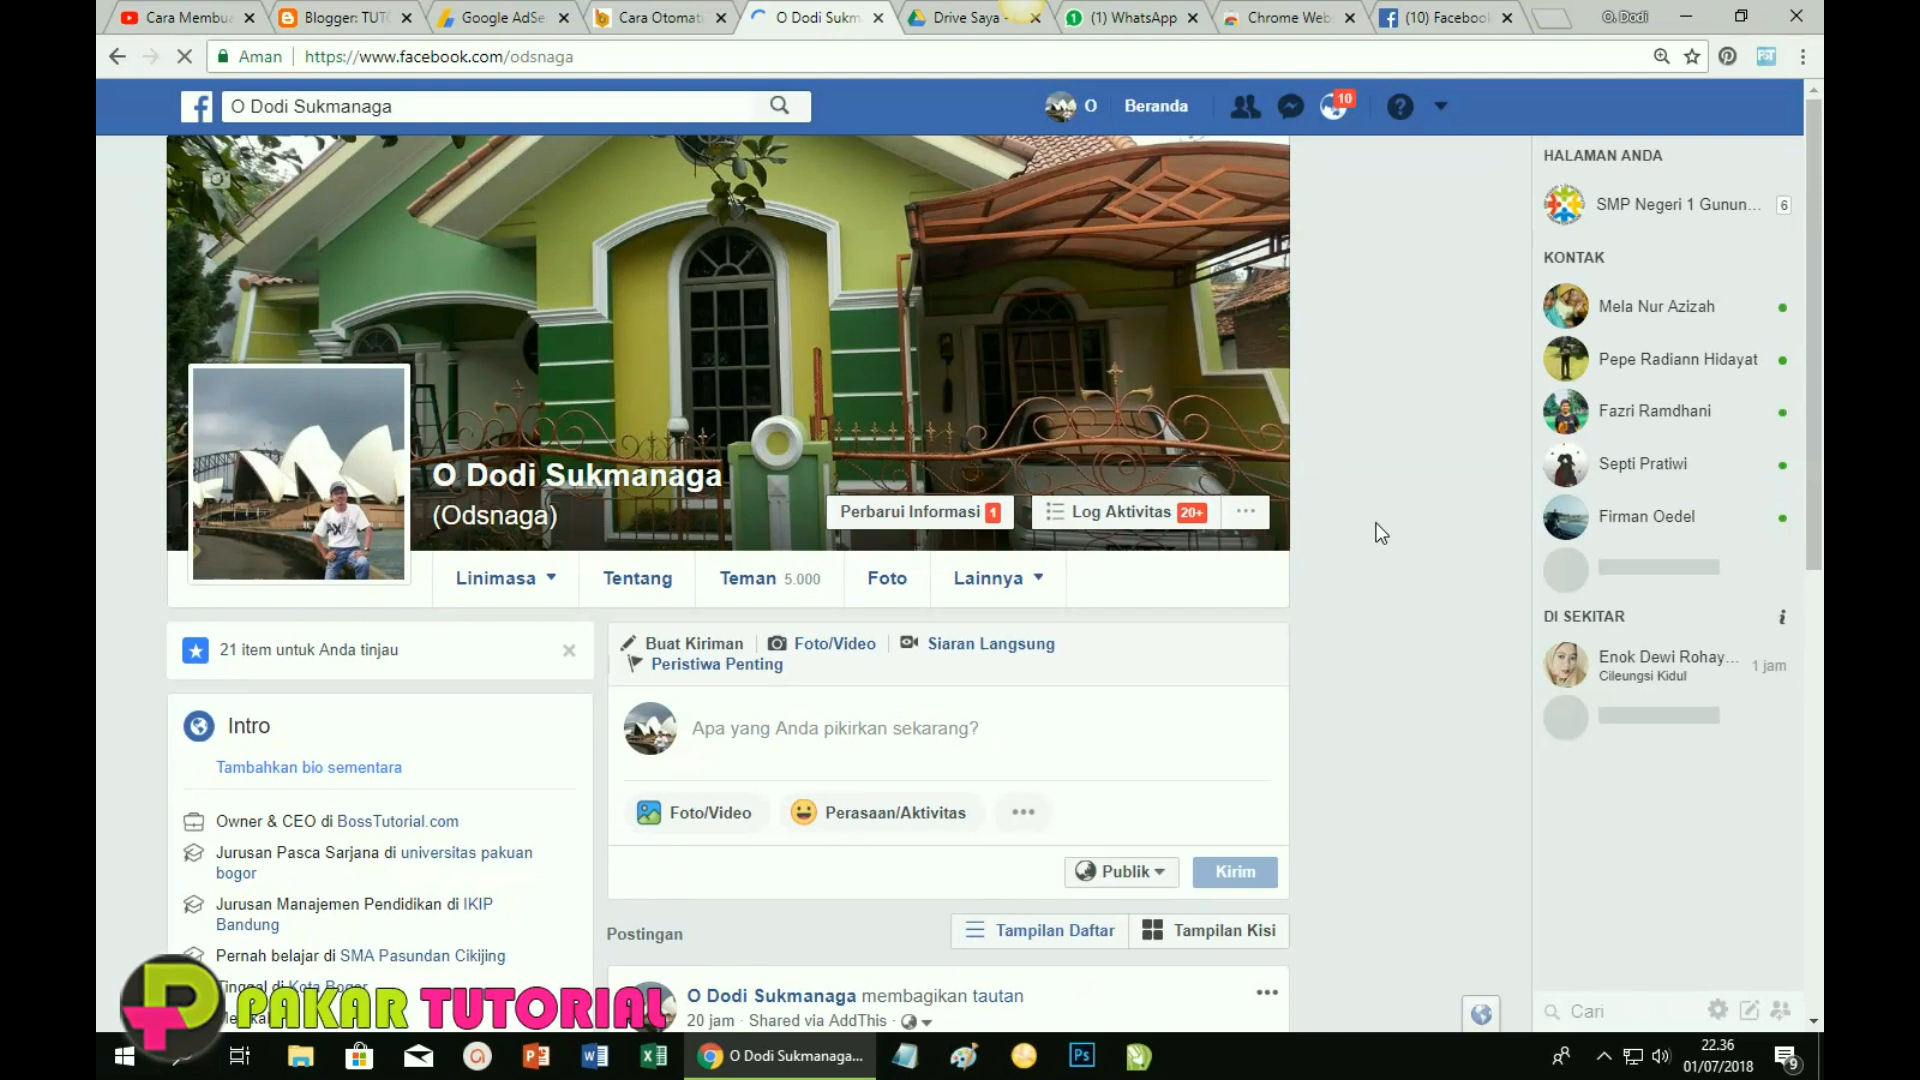 Cara Membua
Blogger: TUT
Google AdSe
Cara Otomat
O Dodi Sukm
Drive Saya -
(1) WhatsApp
Chrome Web
(10) Faceboo
O. Dodi
Aman
https://www.facebook.com/odsnaga
O Dodi Sukmanaga
O
Beranda
10
O Dodi Sukmanaga
(Odsnaga)
Perbarui Informasi 1
Log Aktivitas 20+
Linimasa
Tentang
Teman 5.000
Foto
Lainnya
21 item untuk Anda tinjau
Intro
Tambahkan bio sementara
Owner & CEO di BossTutorial.com
Jurusan Pasca Sarjana di universitas pakuan
bogor
Jurusan Manajemen Pendidikan di IKIP
Bandung
Pernah belajar di SMA Pasundan Cikijing
Tinggal di Kota Bogor
PAKAR TUTORIAL
Buat Kiriman
Foto/Video
Siaran Langsung
Peristiwa Penting
Apa yang Anda pikirkan sekarang?
Foto/Video
Perasaan/Aktivitas
Publik
Kirim
Postingan
Tampilan Daftar
Tampilan Kisi
O Dodi Sukmanaga membagikan tautan
20 jam · Shared via AddThis ·
HALAMAN ANDA
SMP Negeri 1 Gunun... 6
KONTAK
Mela Nur Azizah
Pepe Radiann Hidayat
Fazri Ramdhani
Septi Pratiwi
Firman Oedel
DI SEKITAR
Enok Dewi Rohay...
Cileungsi Kidul
1 jam
Cari
O Dodi Sukmanaga...
Ps
22.36
01/07/2018
9